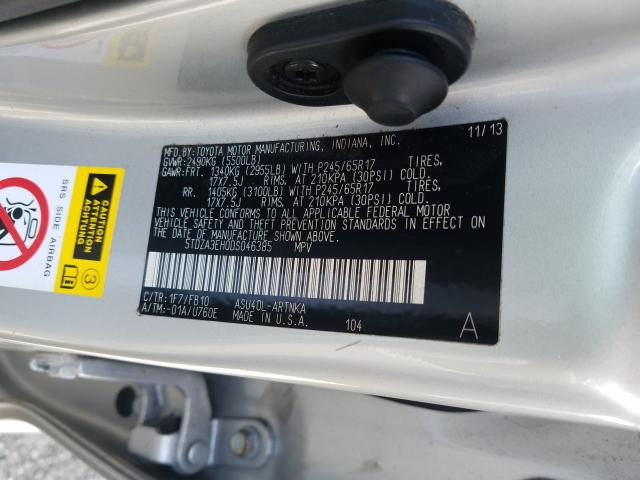 MFD.BY:TOYOTA MOTOR MANUFACTURING, INDIANA, INC. 11/13
GVWR:2490KG (5500LB)
GAWR:FRT. 1340KG (2955LB) WITH P245/65R17 TIRES,
17X7.5J RIMS, AT 210KPA (30PSI) COLD.
RR. 1405KG (3100LB) WITH P245/65R17 TIRES,
17X7.5J RIMS, AT 210KPA (30PSI) COLD.
THIS VEHICLE CONFORMS TO ALL APPLICABLE FEDERAL MOTOR
VEHICLE SAFETY AND THEFT PREVENTION STANDARDS IN EFFECT ON
THE DATE OF MANUFACTURE SHOWN ABOVE.
5TDZA3EH0DS046385 MPV
C/TR:1F7/FB10 ASU40L-ARTNKA
A/TM:-01A/U760E MADE IN U.S.A. 104 A
CAUTION
ATTENTION
ACHTUNG
3
SRS SIDE AIRBAG